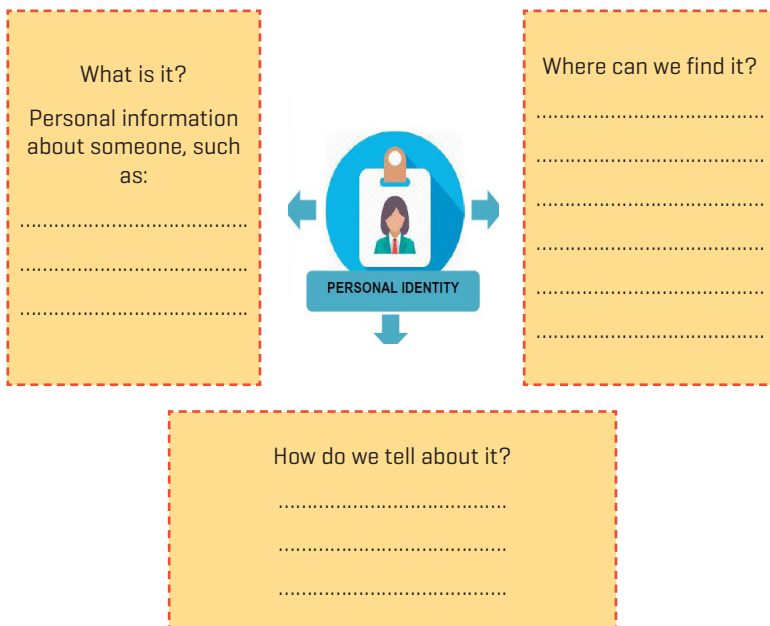 What is it?
Personal information
about someone, such
as:
.......................................
.......................................
.......................................
PERSONAL IDENTITY
Where can we find it?
.......................................
.......................................
.......................................
.......................................
.......................................
.......................................
How do we tell about it?
.......................................
.......................................
.......................................